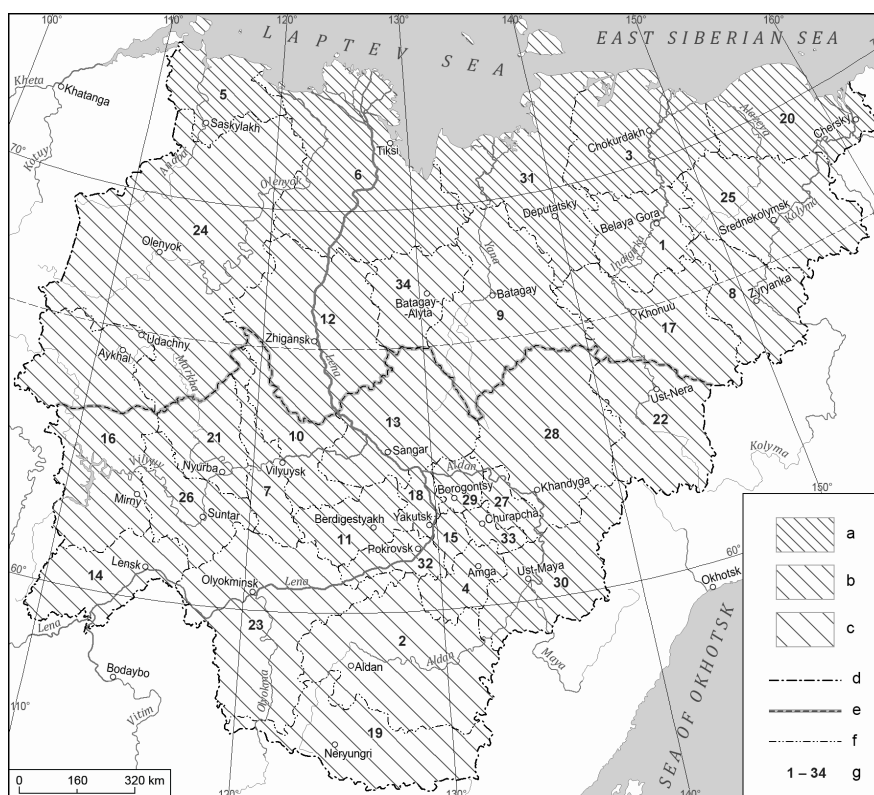 100°
110°
120°
130°
140°
150°
160°
LAPTEV SEA
EAST SIBERIAN SEA
Kheta
Khatanga
5
Saskylakh
20
Alazeya
Chersky
Chokurdakh
3
Tiksi
6
Anabar
Olenyok
Kotuy
70°
31
25
Deputatsky
Srednekolymsk
Kolyma
24
Belaya Gora
Yana
Indigirka
1
Olenyok
34
Batagay-
Alyta
Batagay
9
8
Zyryanka
Khonuu
17
12
Zhigansk
Udachny
Aykhal
Markha
Lena
Ust-Nera
22
13
28
10
16
21
Sangar
Kolyma
Vilyuy
Nyurba
Vilyuysk
Aldan
Khandyga
Mirny
26
7
18
Borogontsy
29
27
150°
Suntar
Berdigestyakh
Yakutsk
Churapcha
11
15
33
Pokrovsk
60°
14
Lensk
32
Amga
Ust-Maya
60°
Olyokminsk
Lena
4
30
Okhotsk
23
Lena
2
Maya
Aldan
Aldan
Bodaybo
Olyokma
Vitim
110°
19
Neryungri
SEA OF OKHOTSK
120°
130°
140°
0 160 320 km
a
b
c
d
e
f
1 – 34 g